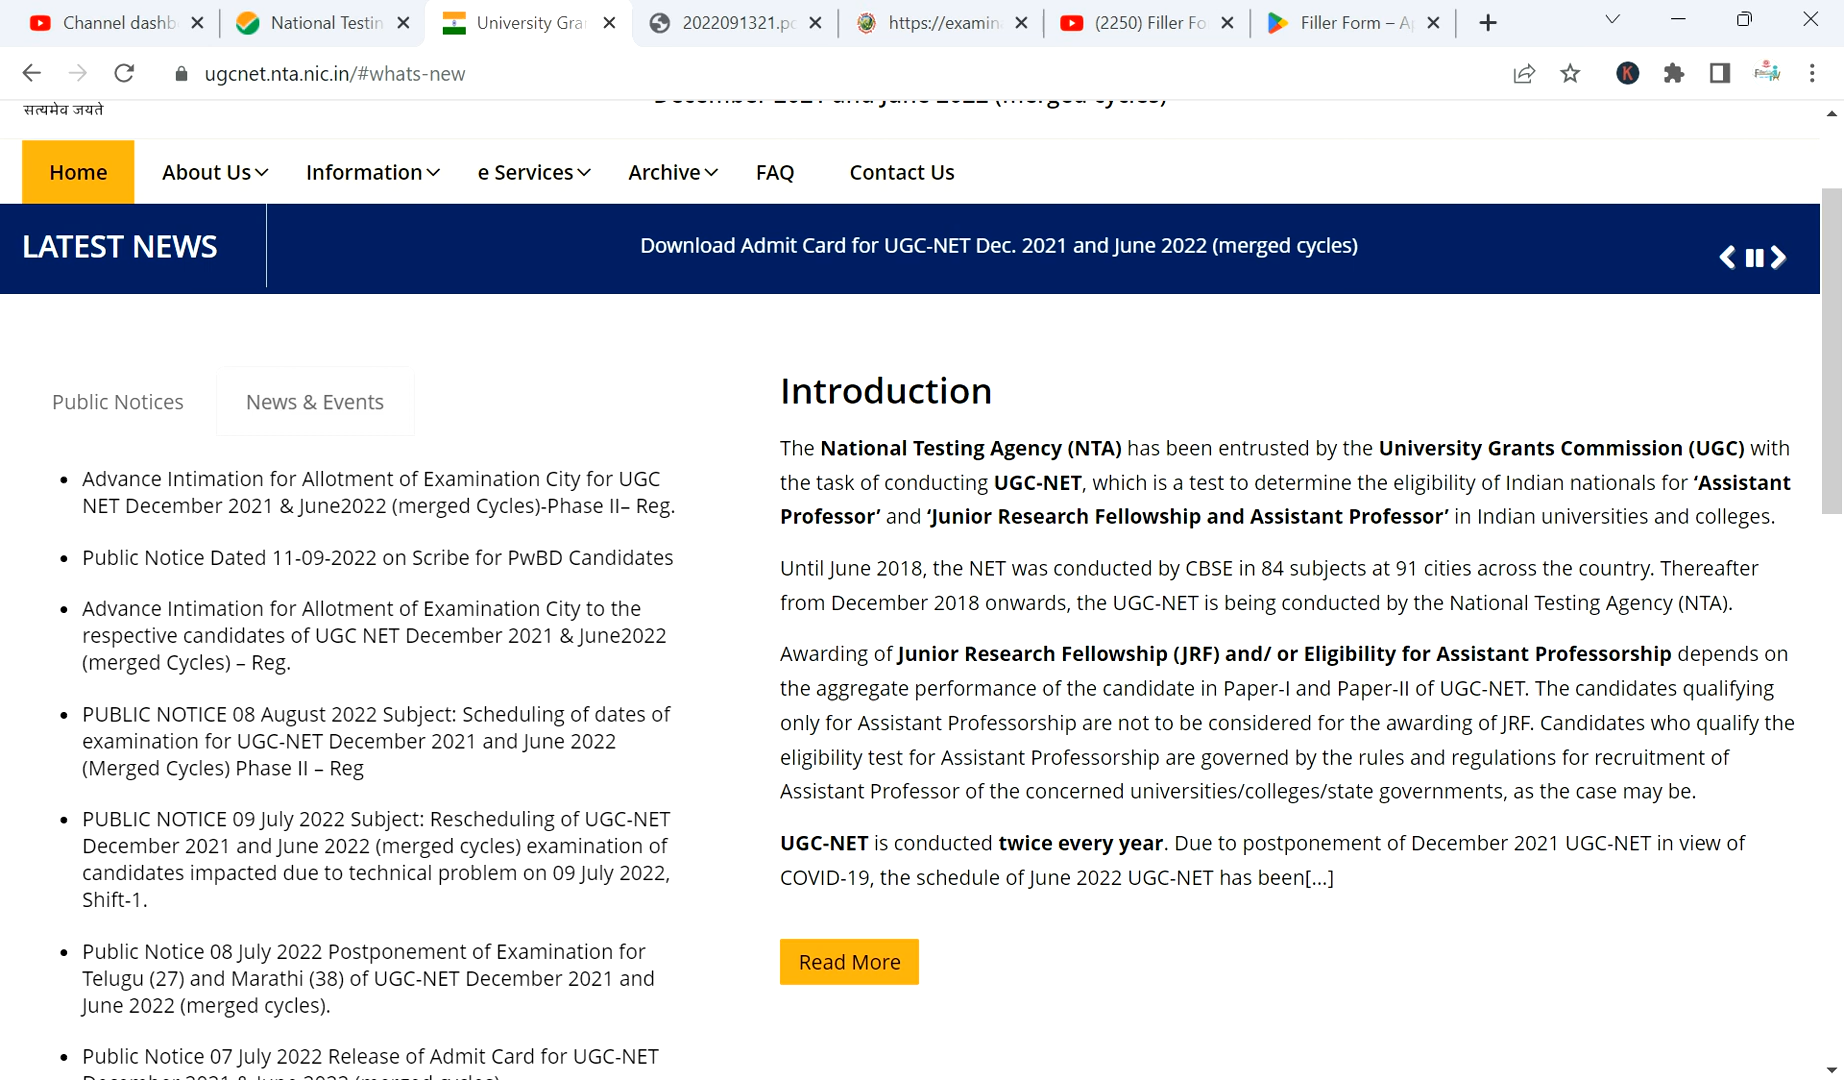 Channel dashb
National Testin
University Gra
2022091321.p
https://examin
(2250) Filler Fo
Filler Form – A
ugcnet.nta.nic.in/#whats-new
K
सत्यमेव जयते
December 2021 and June 2022 (merged cycles)
Home
About Us
Information
e Services
Archive
FAQ
Contact Us
LATEST NEWS
Download Admit Card for UGC-NET Dec. 2021 and June 2022 (merged cycles)
Public Notices
News & Events
Advance Intimation for Allotment of Examination City for UGC
NET December 2021 & June2022 (merged Cycles)-Phase II– Reg.
Public Notice Dated 11-09-2022 on Scribe for PwBD Candidates
Advance Intimation for Allotment of Examination City to the
respective candidates of UGC NET December 2021 & June2022
(merged Cycles) – Reg.
PUBLIC NOTICE 08 August 2022 Subject: Scheduling of dates of
examination for UGC-NET December 2021 and June 2022
(Merged Cycles) Phase II – Reg
PUBLIC NOTICE 09 July 2022 Subject: Rescheduling of UGC-NET
December 2021 and June 2022 (merged cycles) examination of
candidates impacted due to technical problem on 09 July 2022,
Shift-1.
Public Notice 08 July 2022 Postponement of Examination for
Telugu (27) and Marathi (38) of UGC-NET December 2021 and
June 2022 (merged cycles).
Public Notice 07 July 2022 Release of Admit Card for UGC-NET
December 2021 & June 2022 (merged cycles)
Introduction
The National Testing Agency (NTA) has been entrusted by the University Grants Commission (UGC) with
the task of conducting UGC-NET, which is a test to determine the eligibility of Indian nationals for ‘Assistant
Professor’ and ‘Junior Research Fellowship and Assistant Professor’ in Indian universities and colleges.
Until June 2018, the NET was conducted by CBSE in 84 subjects at 91 cities across the country. Thereafter
from December 2018 onwards, the UGC-NET is being conducted by the National Testing Agency (NTA).
Awarding of Junior Research Fellowship (JRF) and/ or Eligibility for Assistant Professorship depends on
the aggregate performance of the candidate in Paper-I and Paper-II of UGC-NET. The candidates qualifying
only for Assistant Professorship are not to be considered for the awarding of JRF. Candidates who qualify the
eligibility test for Assistant Professorship are governed by the rules and regulations for recruitment of
Assistant Professor of the concerned universities/colleges/state governments, as the case may be.
UGC-NET is conducted twice every year. Due to postponement of December 2021 UGC-NET in view of
COVID-19, the schedule of June 2022 UGC-NET has been[...]
Read More